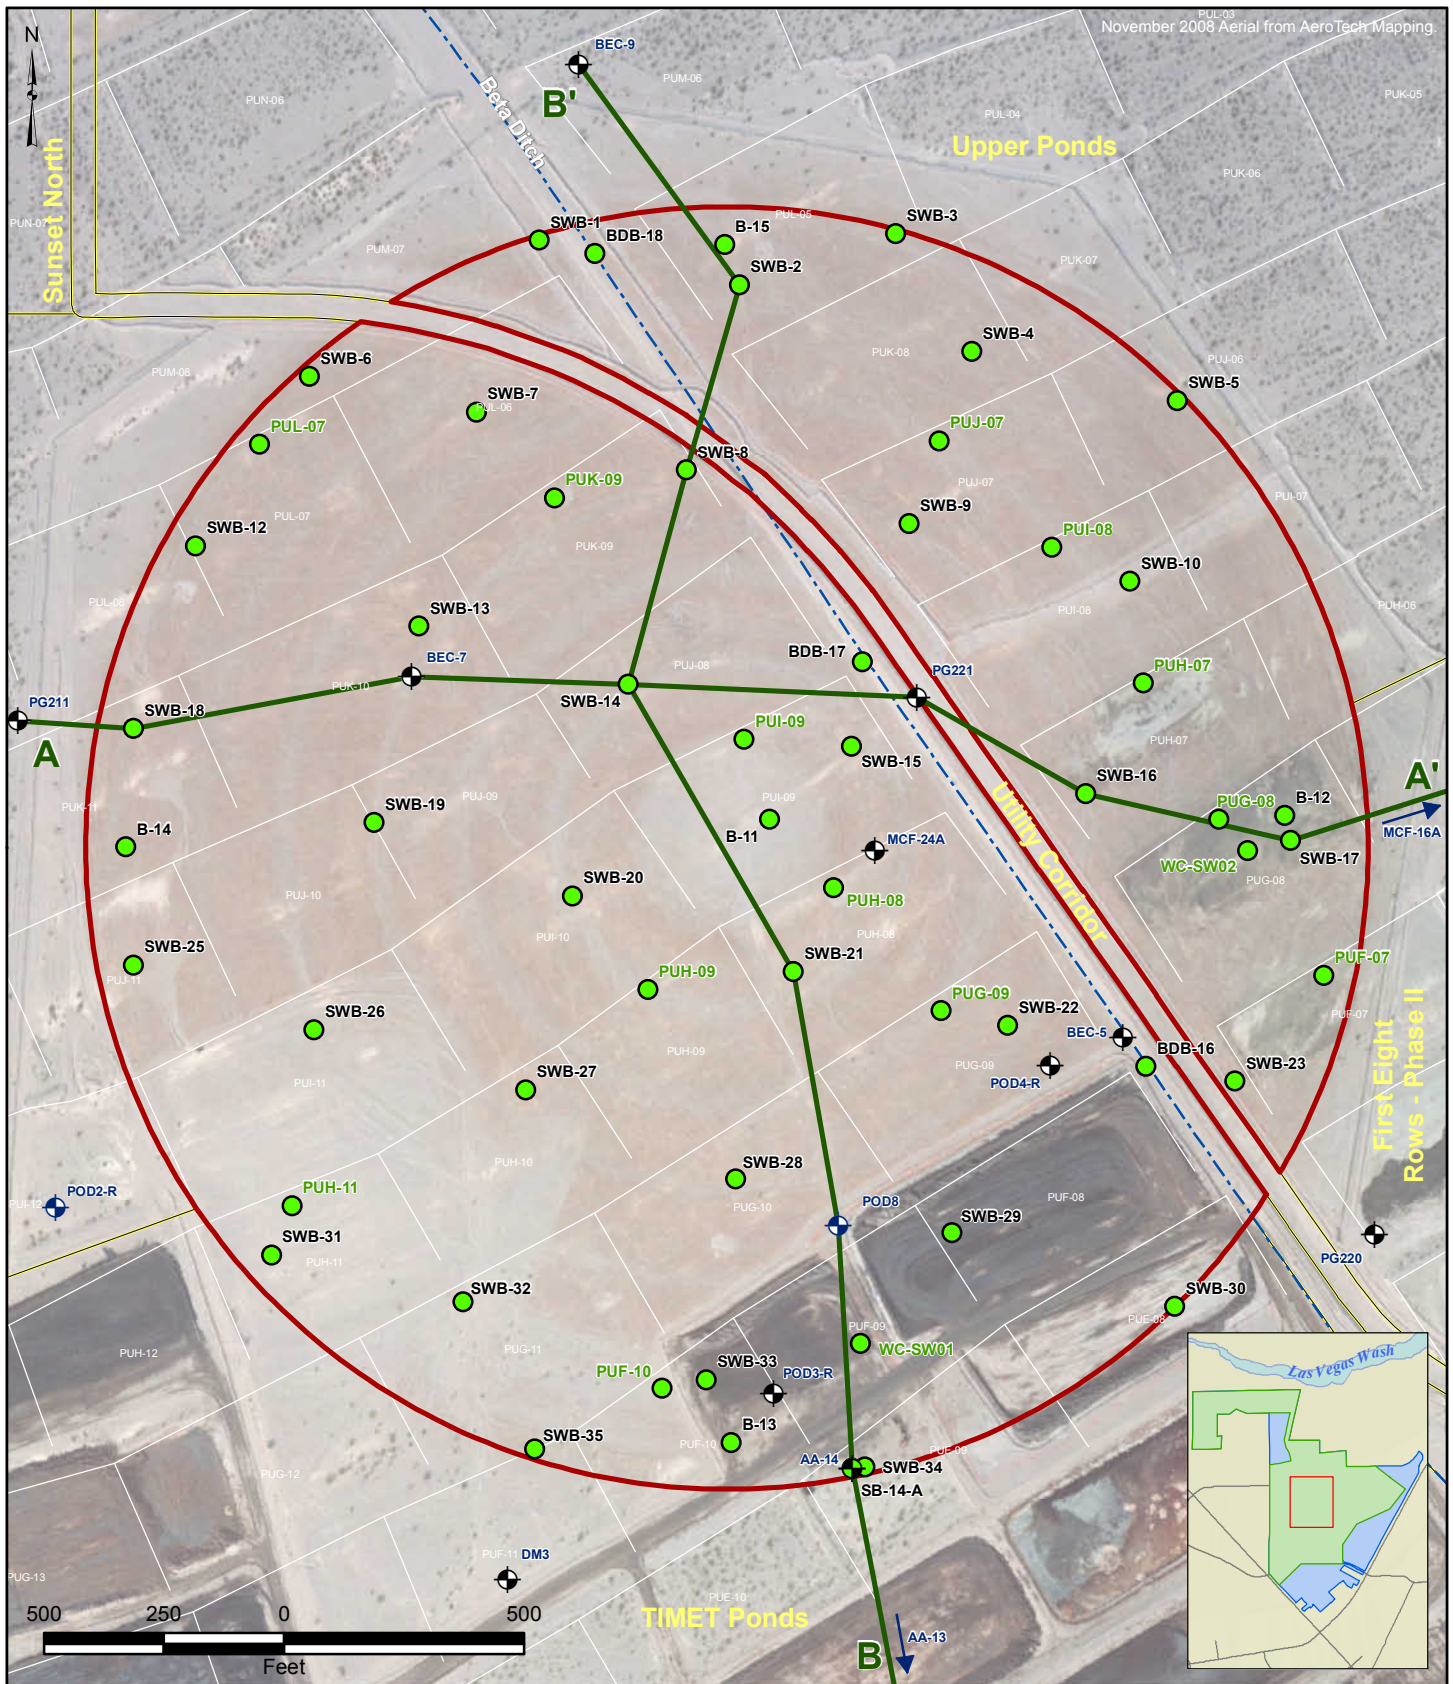 PUL-03
November 2008 Aerial from AeroTech Mapping.
N
BEC-9
PUM-06
PUK-05
PUN-06
B'
PUL-04
Beta Ditch
Upper Ponds
Sunset North
PUK-06
PUN-07
PUL-05
SWB-1
SWB-3
B-15
BDB-18
PUM-07
PUK-07
SWB-2
SWB-4
PUK-08
SWB-6
PUJ-06
PUM-08
SWB-5
SWB-7
PUL-06
PUL-07
PUJ-07
SWB-8
PUK-09
PUJ-07
PUI-07
SWB-9
PUL-07
SWB-12
PUI-08
PUK-09
SWB-10
PUL-08
PUH-06
SWB-13
PUI-08
BEC-7
BDB-17
PUJ-08
PUH-07
PG221
PUK-10
PG211
SWB-18
SWB-14
PUI-09
PUH-07
A
SWB-15
SWB-16
A'
PUJ-09
PUK-11
SWB-19
PUI-09
PUG-08
B-12
B-14
B-11
MCF-24A
MCF-16A
Utility Corridor
SWB-17
WC-SW02
PUG-08
SWB-20
PUJ-10
PUH-08
PUH-08
PUI-10
SWB-25
SWB-21
PUF-07
PUJ-11
PUH-09
PUG-09
SWB-26
SWB-22
PUF-07
BEC-5
First Eight
Rows - Phase II
PUH-09
BDB-16
PUG-09
SWB-23
SWB-27
PUI-11
POD4-R
PUH-10
SWB-28
PUH-11
POD2-R
PUI-12
PUF-08
POD8
PUG-10
SWB-29
SWB-31
PUH-11
PG220
SWB-32
SWB-30
PUE-08
PUF-09
PUH-12
PUG-11
WC-SW01
PUF-10
SWB-33
POD3-R
Las Vegas Wash
B-13
SWB-35
PUF-10
PUF-09
AA-14
SWB-34
PUG-12
SB-14-A
PUF-11
DM3
PUG-13
PUE-10
500
250
0
500
TIMET Ponds
AA-13
B
Feet